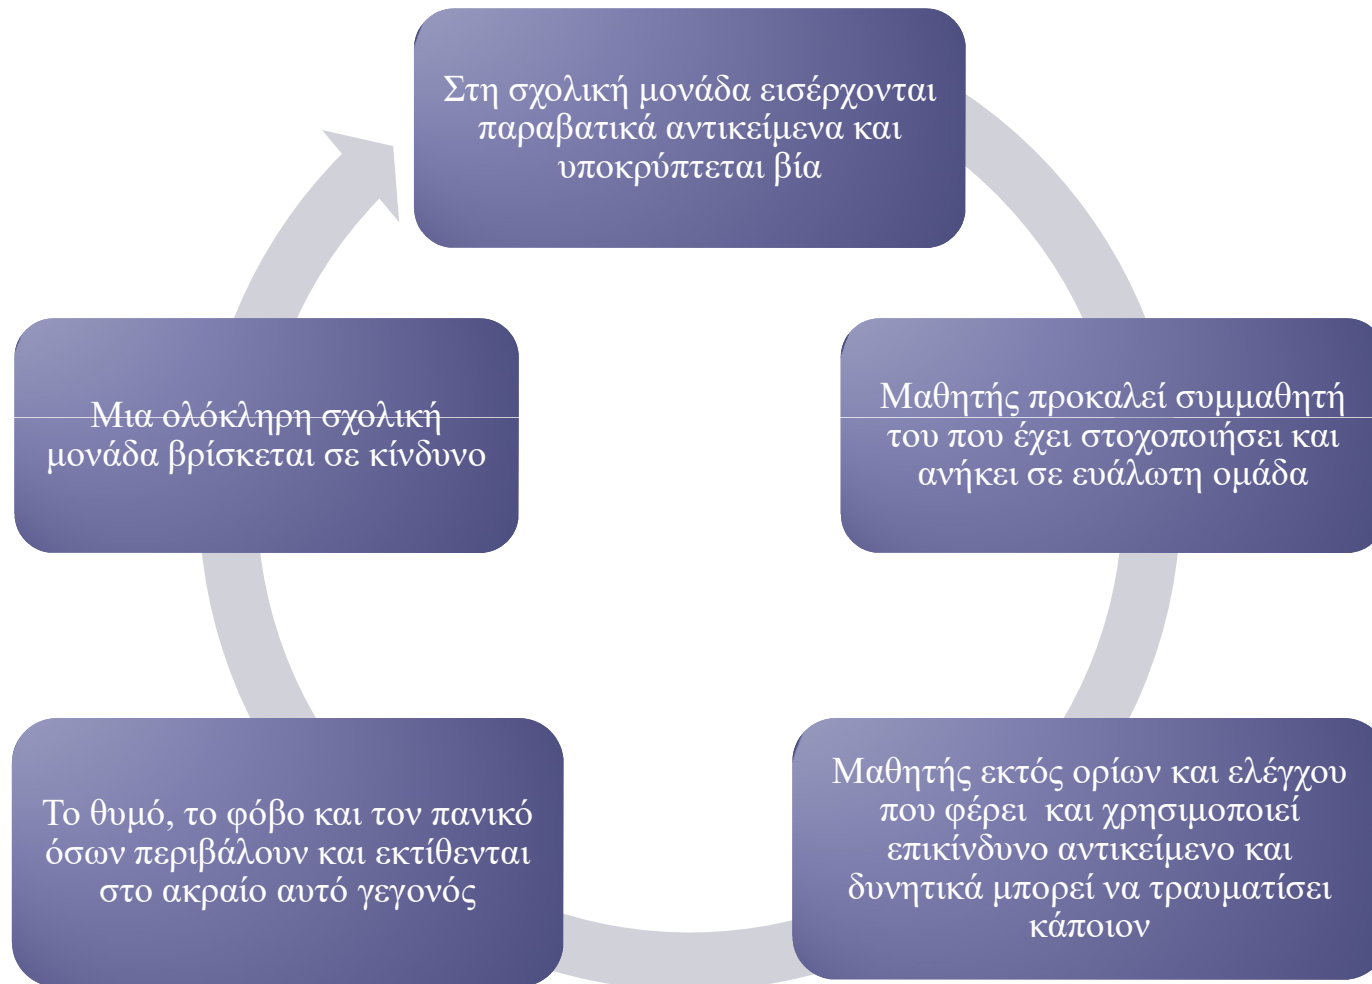 Στη σχολική μονάδα εισέρχονται
παραβατικά αντικείμενα και
υποκρύπτεται βία
Μαθητής προκαλεί συμμαθητή
του που έχει στοχοποιήσει και
ανήκει σε ευάλωτη ομάδα
Μαθητής εκτός ορίων και ελέγχου
που φέρει και χρησιμοποιεί
επικίνδυνο αντικείμενο και
δυνητικά μπορεί να τραυματίσει
κάποιον
Το θυμό, το φόβο και τον πανικό
όσων περιβάλουν και εκτίθενται
στο ακραίο αυτό γεγονός
Μια ολόκληρη σχολική
μονάδα βρίσκεται σε κίνδυνο